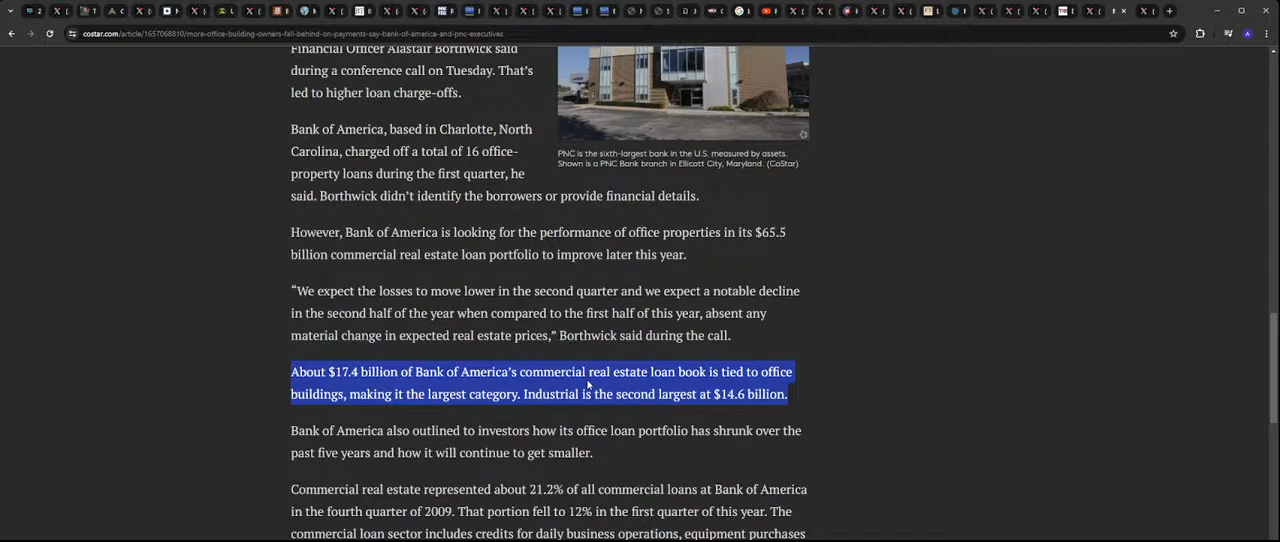 costar.com/article/1657068810/more-office-building-owners-fall-behind-on-payments-say-bank-of-america-and-pnc-executives
Financial Officer Alastair Borthwick said
during a conference call on Tuesday. That’s
led to higher loan charge-offs.
PNC is the sixth-largest bank in the U.S. measured by assets.
Shown is a PNC Bank branch in Ellicott City, Maryland. (CoStar)
Bank of America, based in Charlotte, North
Carolina, charged off a total of 16 office-
property loans during the first quarter, he
said. Borthwick didn’t identify the borrowers or provide financial details.
However, Bank of America is looking for the performance of office properties in its $65.5
billion commercial real estate loan portfolio to improve later this year.
“We expect the losses to move lower in the second quarter and we expect a notable decline
in the second half of the year when compared to the first half of this year, absent any
material change in expected real estate prices,” Borthwick said during the call.
About $17.4 billion of Bank of America’s commercial real estate loan book is tied to office
buildings, making it the largest category. Industrial is the second largest at $14.6 billion.
Bank of America also outlined to investors how its office loan portfolio has shrunk over the
past five years and how it will continue to get smaller.
Commercial real estate represented about 21.2% of all commercial loans at Bank of America
in the fourth quarter of 2009. That portion fell to 12% in the first quarter of this year. The
commercial loan sector includes credits for daily business operations, equipment purchases